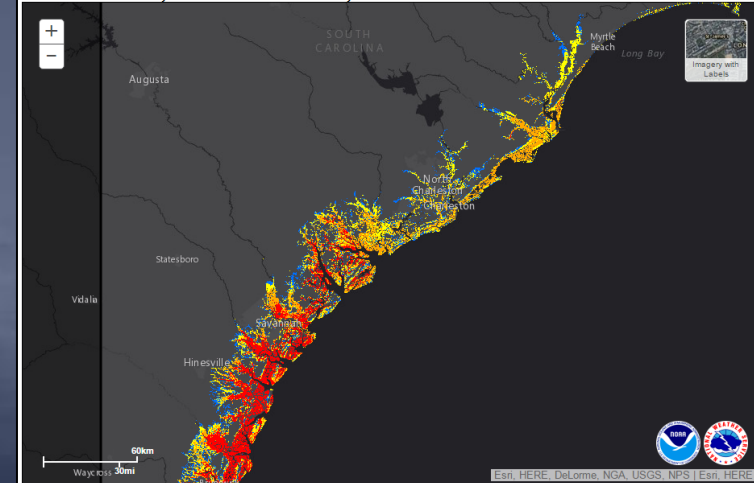 +
−
SOUTH
CAROLINA
Myrtle
Beach
Long Bay
Imagery with
Labels
Augusta
North
Charleston
Charleston
Statesboro
Vidalia
Savannah
Hinesville
60km
Waycross 30mi
NOAA
Esri, HERE, DeLorme, NGA, USGS, NPS | Esri, HERE